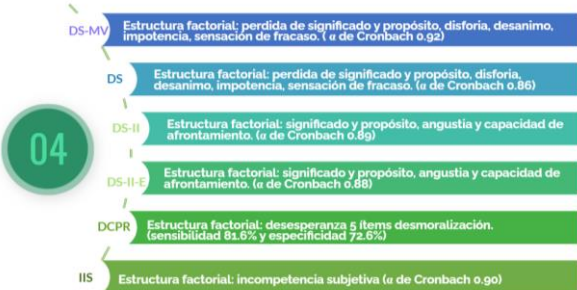 DS-MV
Estructura factorial: perdida de significado y propósito, disforia, desanimo,
impotencia, sensación de fracaso. ( α de Cronbach 0.92)
DS
Estructura factorial: perdida de significado y propósito, disforia,
desanimo, impotencia, sensación de fracaso. (α de Cronbach 0.86)
DS-II
Estructura factorial: significado y propósito, angustia y capacidad de
afrontamiento. (α de Cronbach 0.89)
04
DS-II-E
Estructura factorial: significado y propósito, angustia y capacidad de
afrontamiento. (α de Cronbach 0.88)
DCPR
Estructura factorial: desesperanza 5 ítems desmoralización.
(sensibilidad 81.6% y especificidad 72.6%)
IIS
Estructura factorial: incompetencia subjetiva (α de Cronbach 0.90)